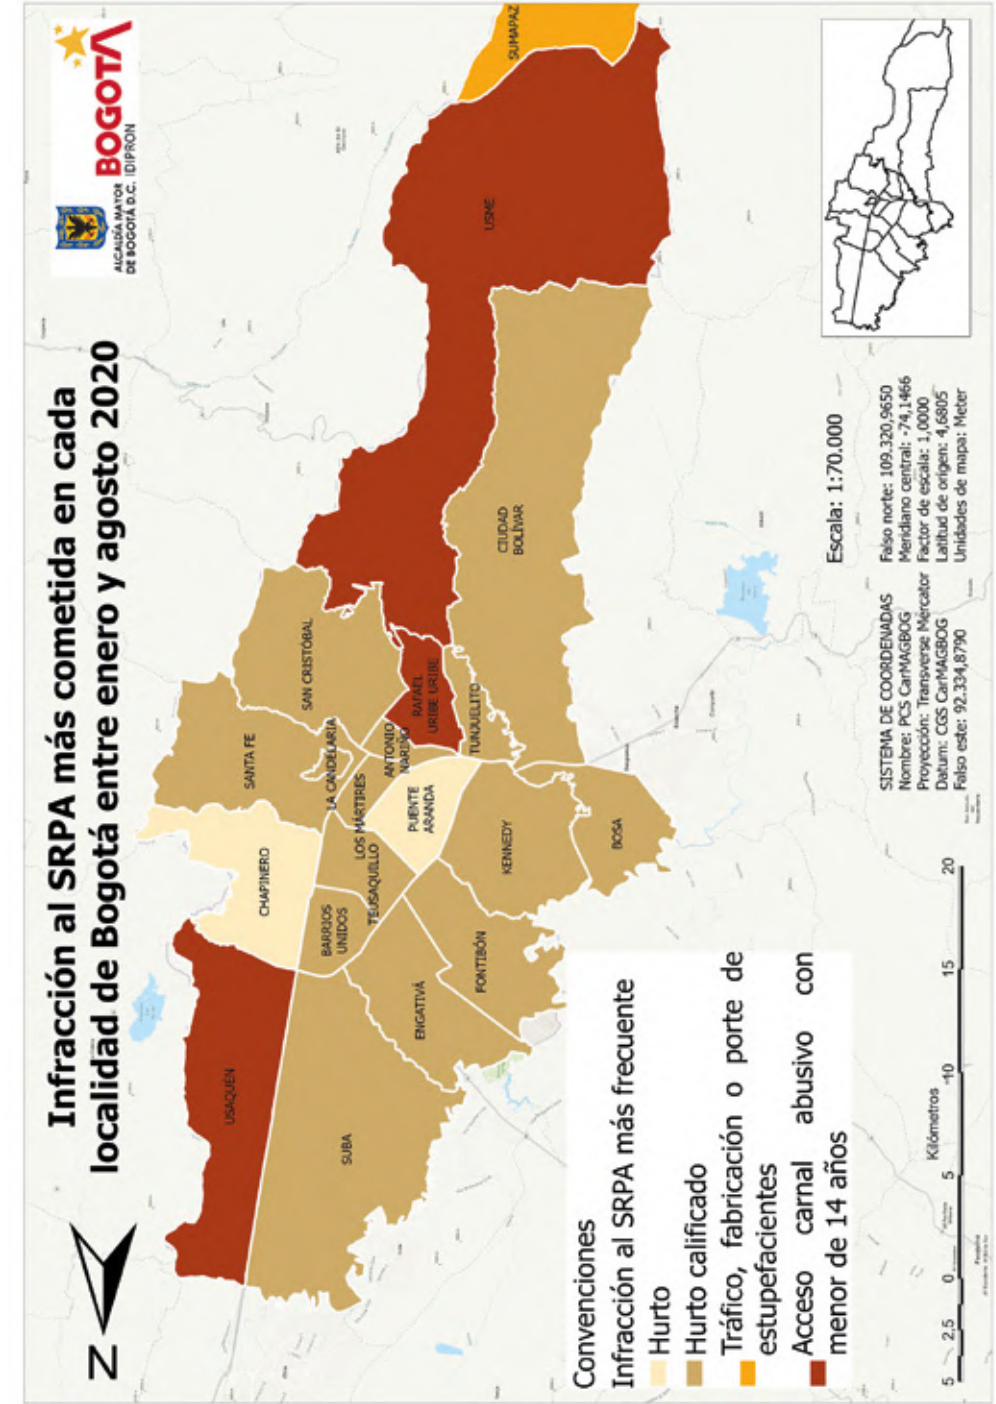 Infracción al SRPA más cometida en cada
localidad de Bogotá entre enero y agosto 2020
ALCALDÍA MAYOR
DE BOGOTÁ D.C.
IDIPRON
BOGOTÁ
N
USAQUÉN
SUBA
CHAPINERO
BARRIOS
UNIDOS
TEUSAQUILLO
ENGATIVÁ
FONTIBÓN
SANTA FE
LA CANDELARIA
LOS MÁRTIRES
PUENTE
ARANDA
KENNEDY
BOSA
SAN CRISTÓBAL
ANTONIO
NARIÑO
RAFAEL
URIBE URIBE
TUNJUELITO
CIUDAD
BOLÍVAR
USME
SUMAPAZ
Convenciones
Infracción al SRPA más frecuente
Hurto
Hurto calificado
Tráfico, fabricación o porte de
estupefacientes
Acceso carnal abusivo con
menor de 14 años
Kilómetros
5 2,5 0 5 10 15 20
Escala: 1:70.000
SISTEMA DE COORDENADAS
Nombre: PCS CarMAGBOG
Proyección: Transverse Mercator
Datum: CGS CarMAGBOG
Falso este: 92.334,8790
Falso norte: 109.320,9650
Meridiano central: -74,1466
Factor de escala: 1,0000
Latitud de origen: 4,6805
Unidades de mapa: Meter